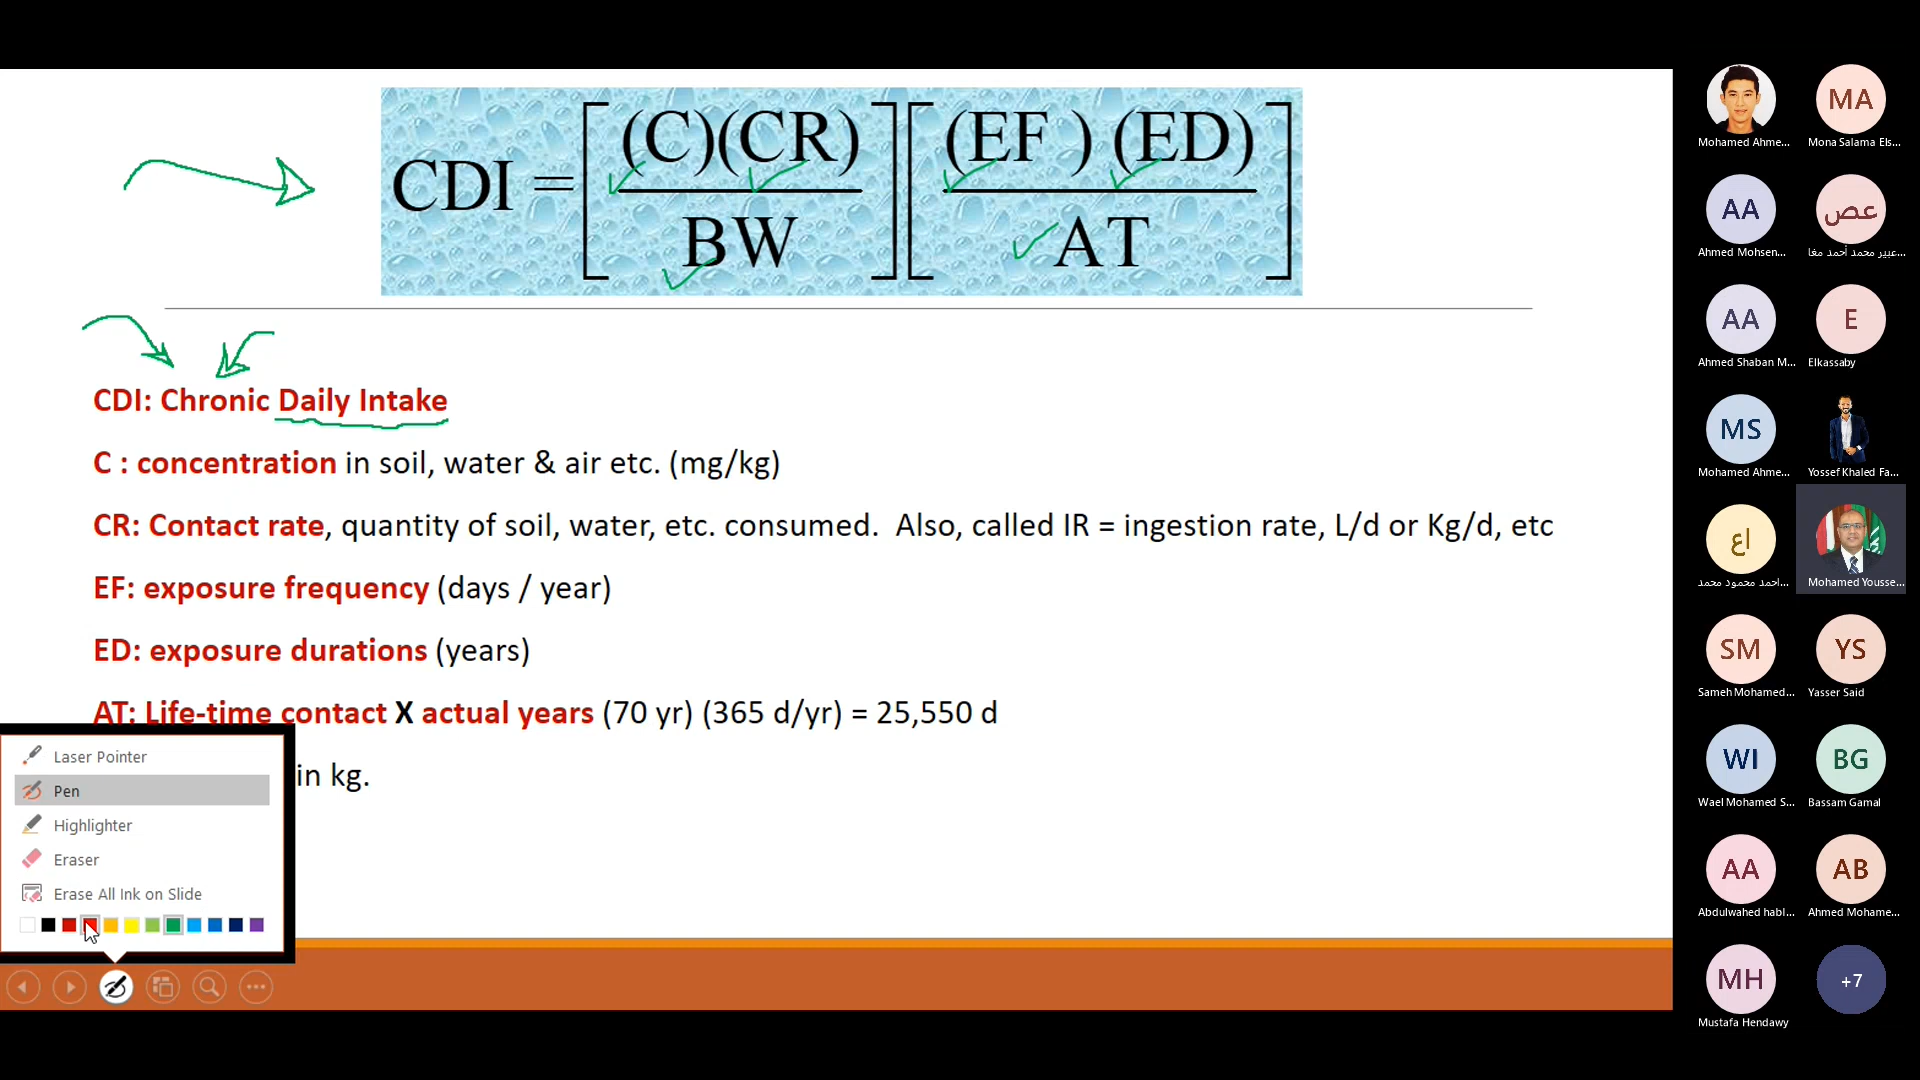 CDI = [(C)(CR) / BW] [(EF ) (ED) / AT]
CDI: Chronic Daily Intake
C : concentration in soil, water & air etc. (mg/kg)
CR: Contact rate, quantity of soil, water, etc. consumed.  Also, called IR = ingestion rate, L/d or Kg/d, etc
EF: exposure frequency (days / year)
ED: exposure durations (years)
AT: Life-time contact X actual years (70 yr) (365 d/yr) = 25,550 d
in kg.
Laser Pointer
Pen
Highlighter
Eraser
Erase All Ink on Slide
Mohamed Ahme...
MA
Mona Salama Els...
AA
Ahmed Mohsen...
عص
عبير محمد أحمد مغا...
AA
Ahmed Shaban M...
E
Elkassaby
MS
Mohamed Ahme...
Yossef Khaled Fa...
اع
احمد محمود محمد...
Mohamed Yousse...
SM
Sameh Mohamed...
YS
Yasser Said
WI
Wael Mohamed S...
BG
Bassam Gamal
AA
Abdulwahed habl...
AB
Ahmed Mohame...
MH
Mustafa Hendawy
+7